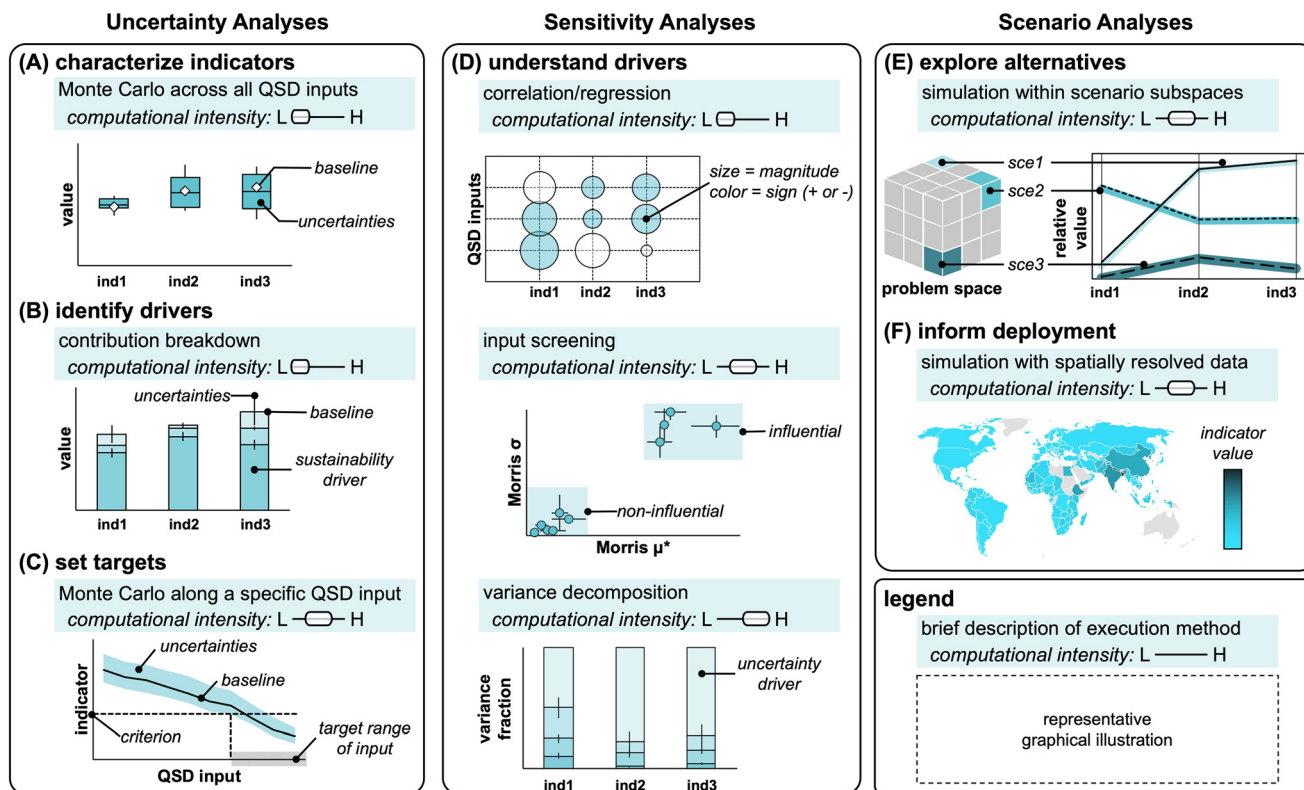 Uncertainty Analyses
(A) characterize indicators
Monte Carlo across all QSD inputs
computational intensity: L H
value
baseline
uncertainties
ind1 ind2 ind3
(B) identify drivers
contribution breakdown
computational intensity: L H
value
uncertainties
baseline
sustainability
driver
ind1 ind2 ind3
(C) set targets
Monte Carlo along a specific QSD input
computational intensity: L H
indicator
uncertainties
baseline
criterion
target range
of input
QSD input
Sensitivity Analyses
(D) understand drivers
correlation/regression
computational intensity: L H
QSD inputs
size = magnitude
color = sign (+ or -)
ind1 ind2 ind3
input screening
computational intensity: L H
Morris σ
influential
non-influential
Morris μ*
variance decomposition
computational intensity: L H
variance
fraction
uncertainty
driver
ind1 ind2 ind3
Scenario Analyses
(E) explore alternatives
simulation within scenario subspaces
computational intensity: L H
sce1
sce2
sce3
problem space
relative
value
ind1 ind2 ind3
(F) inform deployment
simulation with spatially resolved data
computational intensity: L H
indicator
value
legend
brief description of execution method
computational intensity: L H
representative
graphical illustration